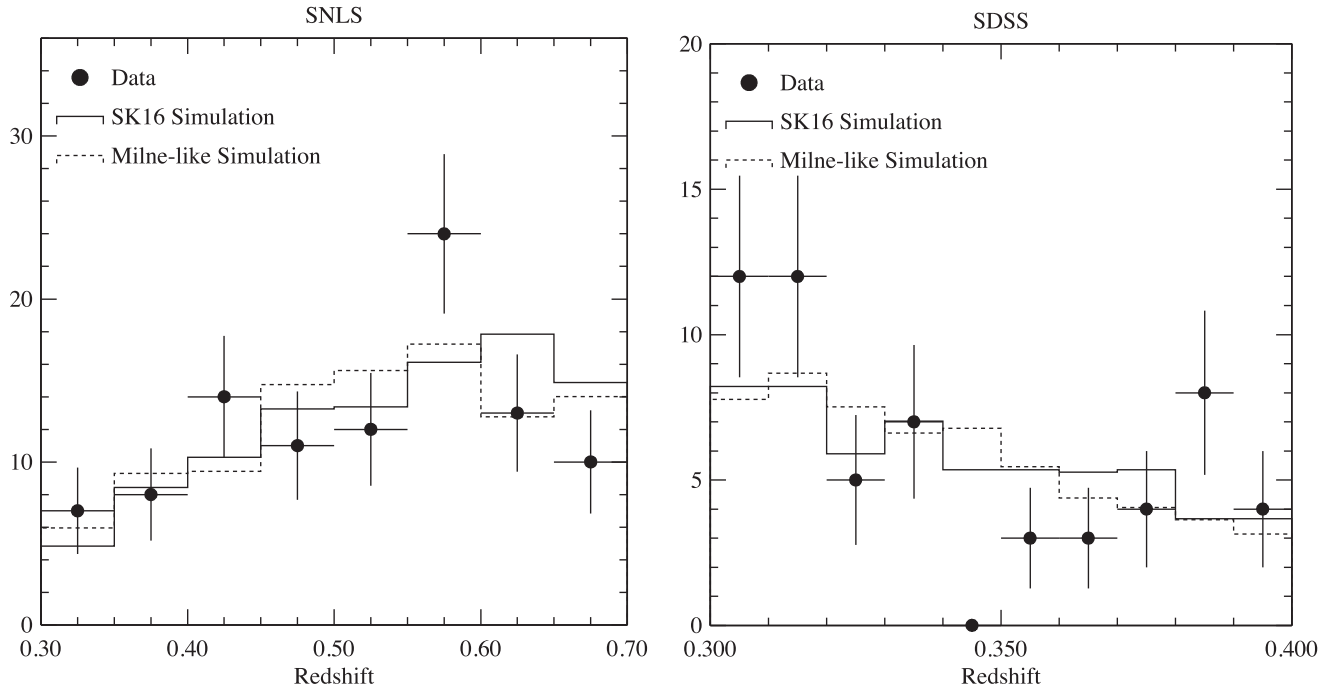 SNLS
Data
SK16 Simulation
Milne-like Simulation
30
20
10
0
0.30 0.40 0.50 0.60 0.70
Redshift
SDSS
Data
SK16 Simulation
Milne-like Simulation
20
15
10
5
0
0.300 0.350 0.400
Redshift